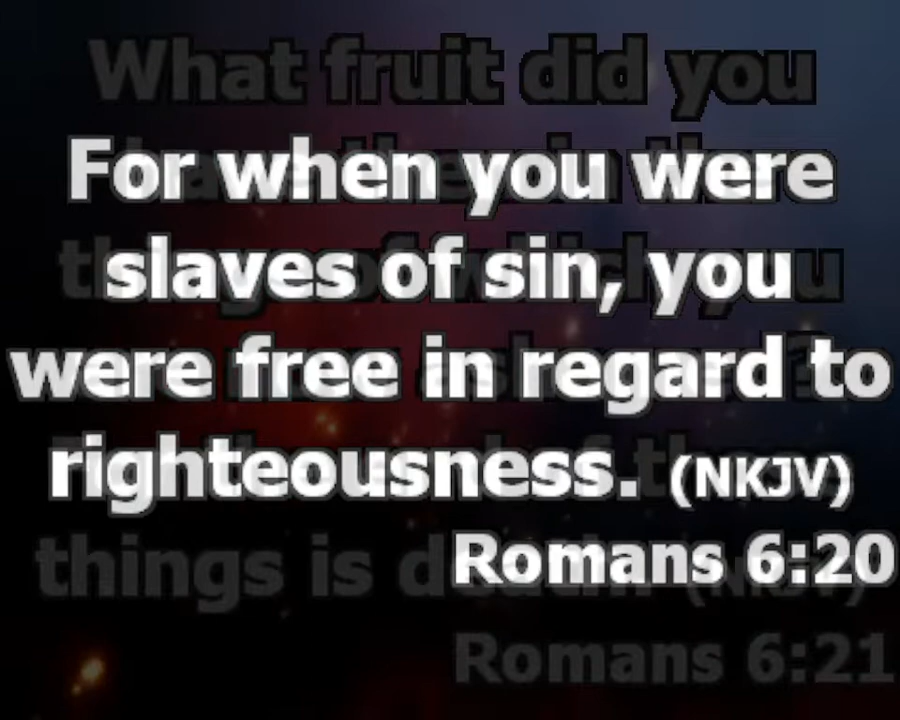 What fruit did you
For when you were
slaves of sin, you
were free in regard to
righteousness. (NKJV)
things is
Romans 6:20
(NKJV)
Romans 6:21